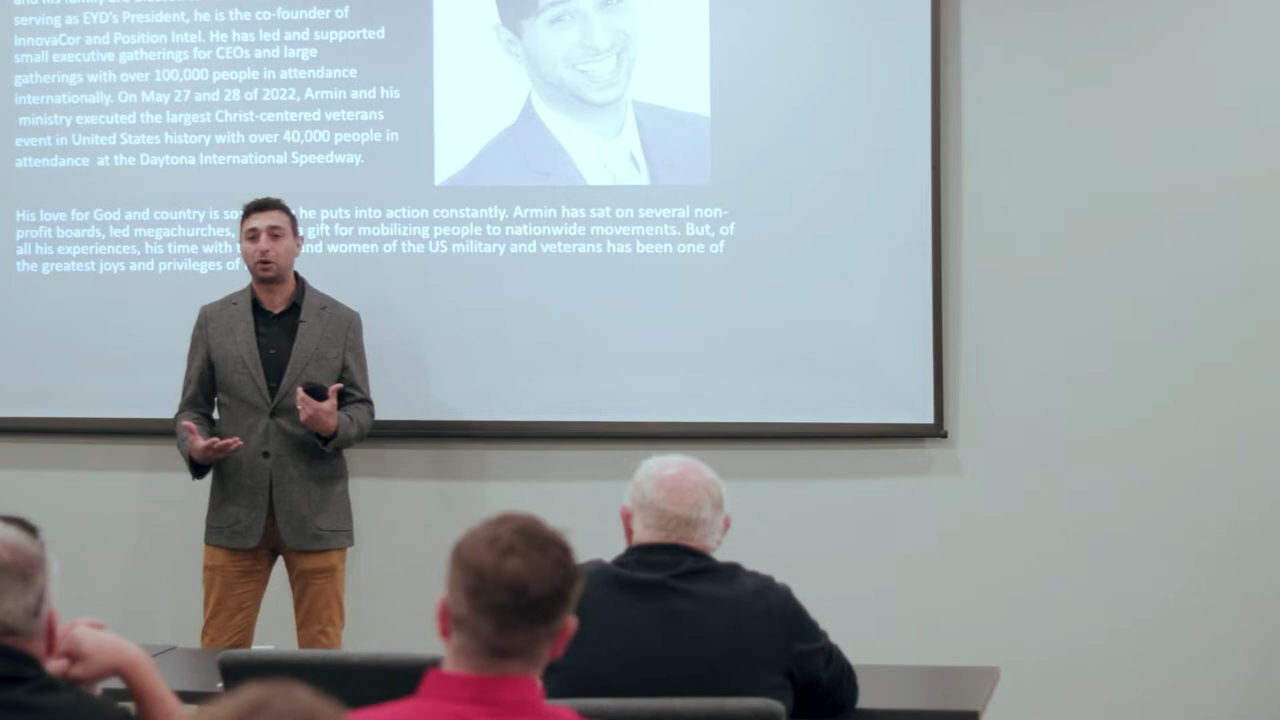 serving as EYD's President, he is the co-founder of
InnovaCor and Position Intel. He has led and supported
small executive gatherings for CEOs and large
gatherings with over 100,000 people in attendance
internationally. On May 27 and 28 of 2022, Armin and his
ministry executed the largest Christ-centered veterans
event in United States history with over 40,000 people in
attendance at the Daytona International Speedway.
His love for God and country is he puts into action constantly. Armin has sat on several non-
profit boards, led megachurches, gift for mobilizing people to nationwide movements. But, of
all his experiences, his time with and women of the US military and veterans has been one of
the greatest joys and privileges of